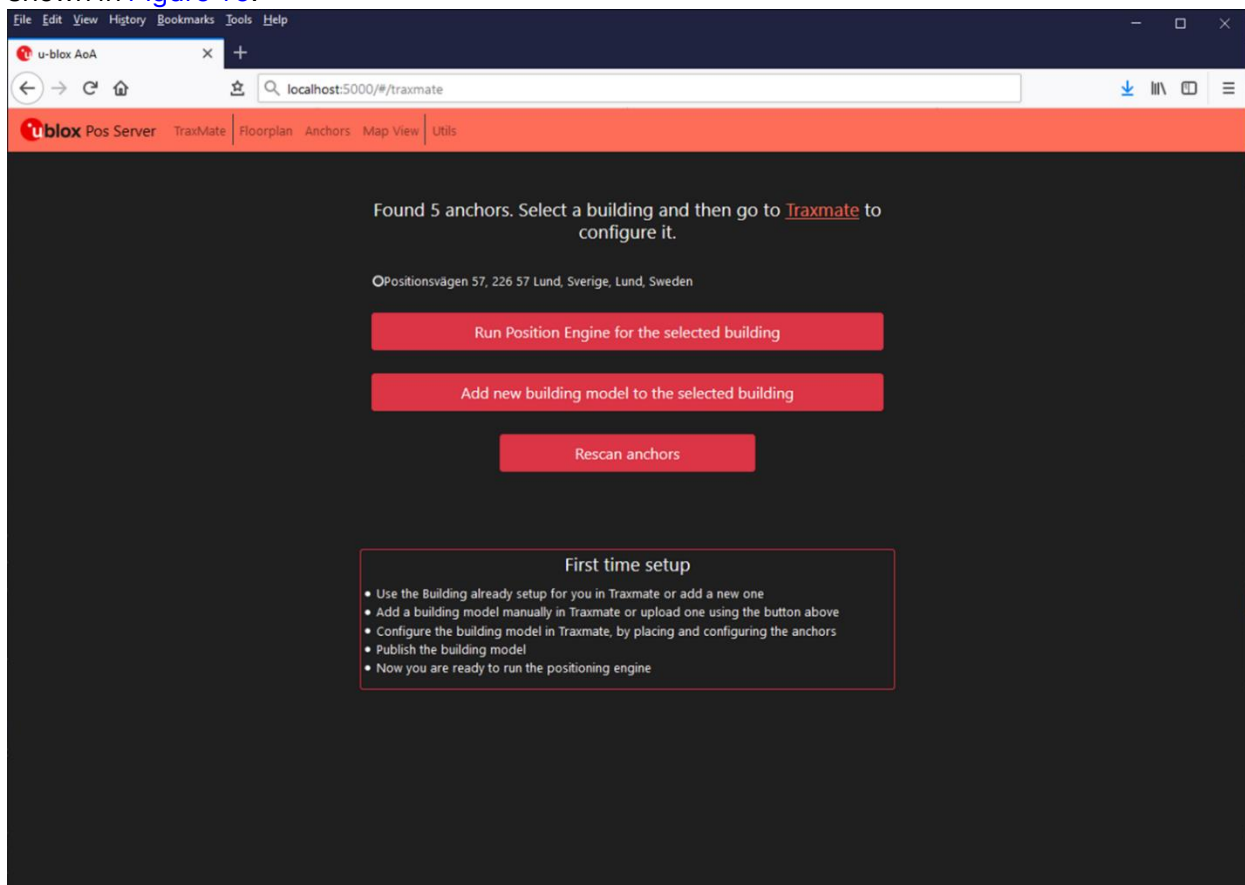 File Edit View History Bookmarks Tools Help
u-blox AoA
localhost:5000/#/traxmate
ublox Pos Server TraxMate Floorplan Anchors Map View Utils
Found 5 anchors. Select a building and then go to Traxmate to
configure it.
Positionsvägen 57, 226 57 Lund, Sverige, Lund, Sweden
Run Position Engine for the selected building
Add new building model to the selected building
Rescan anchors
First time setup
• Use the Building already setup for you in Traxmate or add a new one
• Add a building model manually in Traxmate or upload one using the button above
• Configure the building model in Traxmate, by placing and configuring the anchors
• Publish the building model
• Now you are ready to run the positioning engine